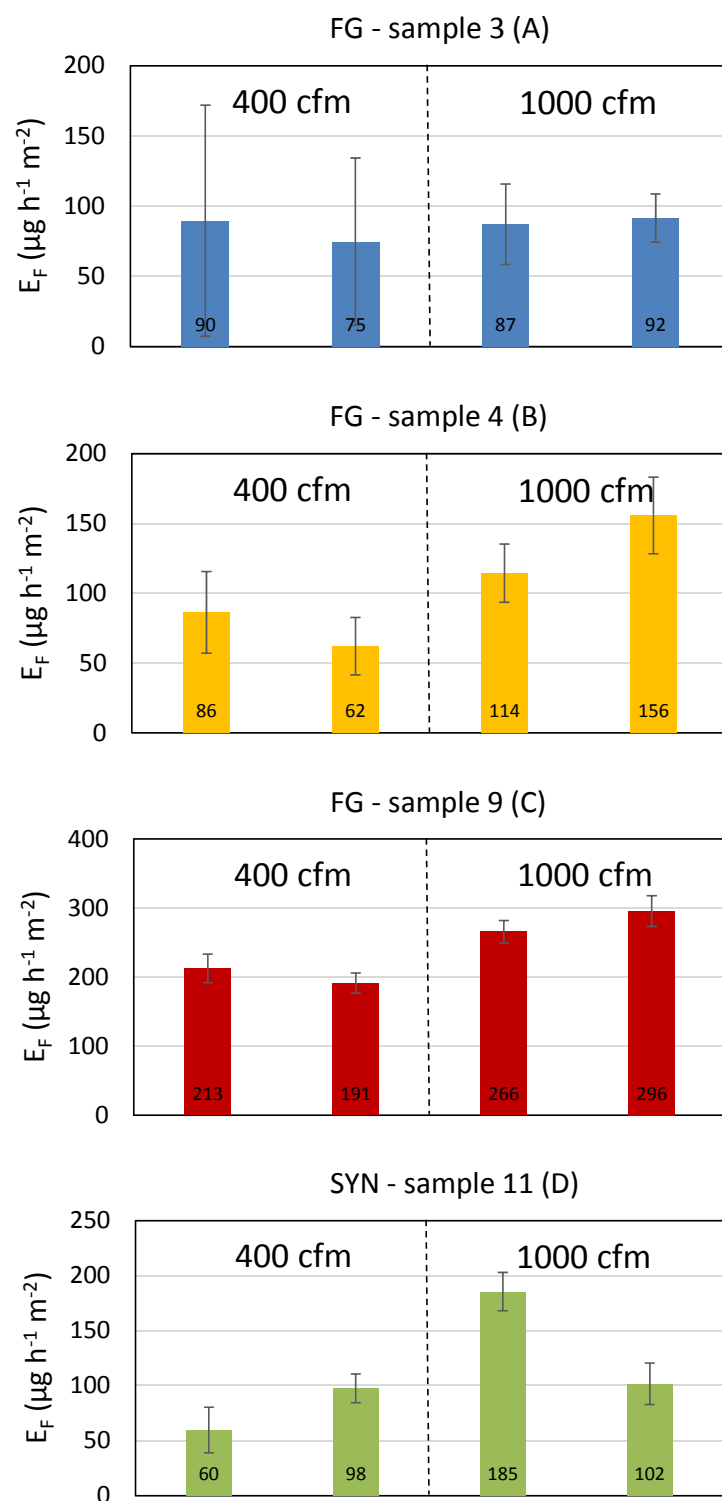 FG - sample 3 (A)
200
400 cfm
1000 cfm
150
100
50
0
E_F (µg h⁻¹ m⁻²)
90
75
87
92
FG - sample 4 (B)
200
400 cfm
1000 cfm
150
100
50
0
E_F (µg h⁻¹ m⁻²)
86
62
114
156
FG - sample 9 (C)
400
400 cfm
1000 cfm
300
200
100
0
E_F (µg h⁻¹ m⁻²)
213
191
266
296
SYN - sample 11 (D)
250
400 cfm
1000 cfm
200
150
100
50
0
E_F (µg h⁻¹ m⁻²)
60
98
185
102